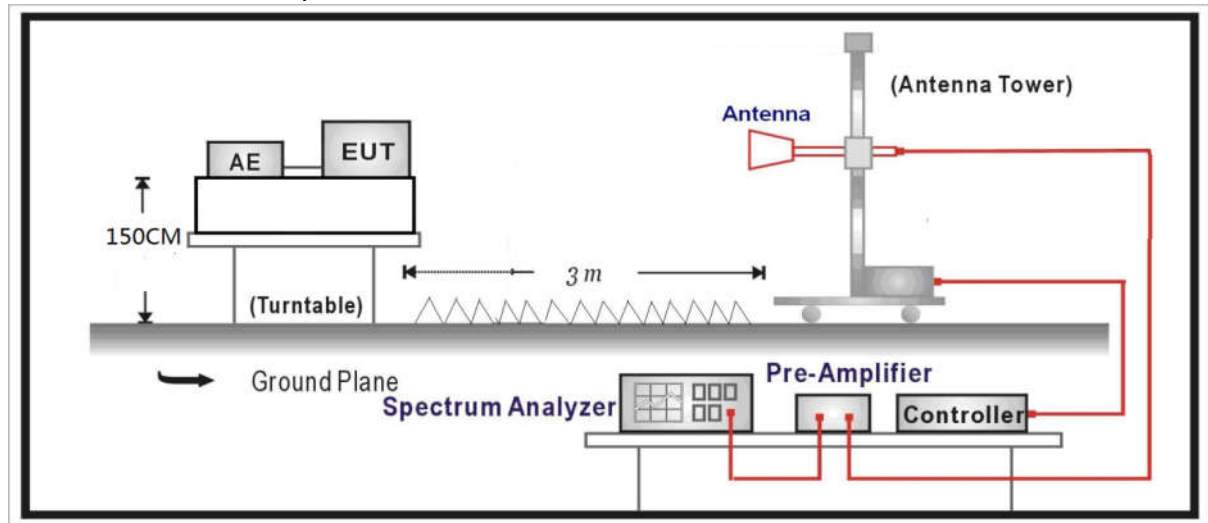 (Antenna Tower)
Antenna
AE
EUT
150CM
3 m
(Turntable)
Ground Plane
Pre-Amplifier
Spectrum Analyzer
Controller